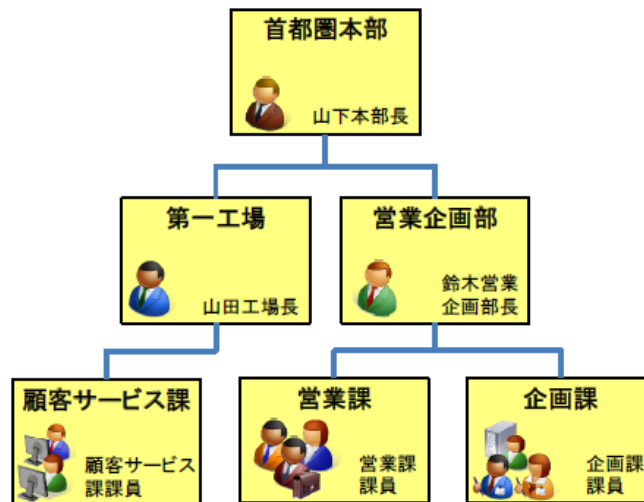 首都圏本部
山下本部長
第一工場
山田工場長
営業企画部
鈴木営業
企画部長
顧客サービス課
顧客サービス
課課員
営業課
営業課
課員
企画課
企画課
課員